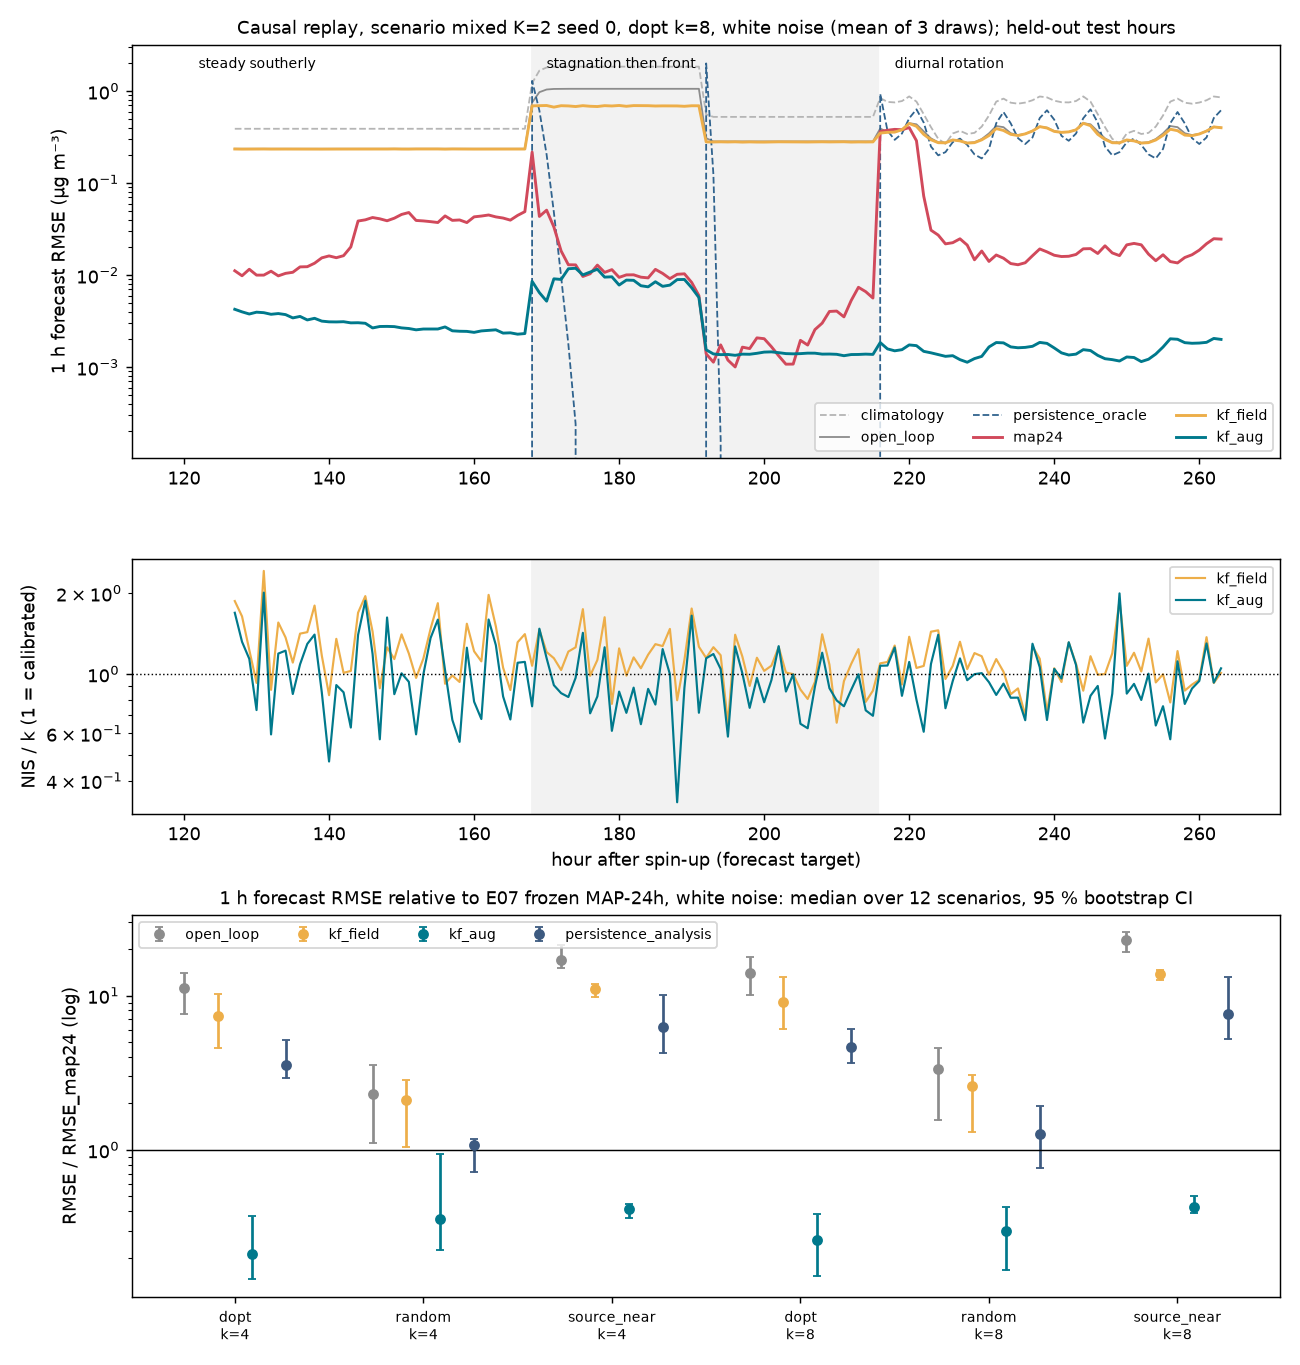 Causal replay, scenario mixed K=2 seed 0, dopt k=8, white noise (mean of 3 draws); held-out test hours
steady southerly
stagnation then front
diurnal rotation
1 h forecast RMSE (µg m⁻³)
10⁰
10⁻¹
10⁻²
10⁻³
climatology
open_loop
persistence_oracle
map24
kf_field
kf_aug
120 140 160 180 200 220 240 260
NIS / k (1 = calibrated)
2 × 10⁰
10⁰
6 × 10⁻¹
4 × 10⁻¹
kf_field
kf_aug
120 140 160 180 200 220 240 260
hour after spin-up (forecast target)
1 h forecast RMSE relative to E07 frozen MAP-24h, white noise: median over 12 scenarios, 95 % bootstrap CI
open_loop kf_field kf_aug persistence_analysis
RMSE / RMSE_map24 (log)
10¹
10⁰
dopt
k=4
random
k=4
source_near
k=4
dopt
k=8
random
k=8
source_near
k=8